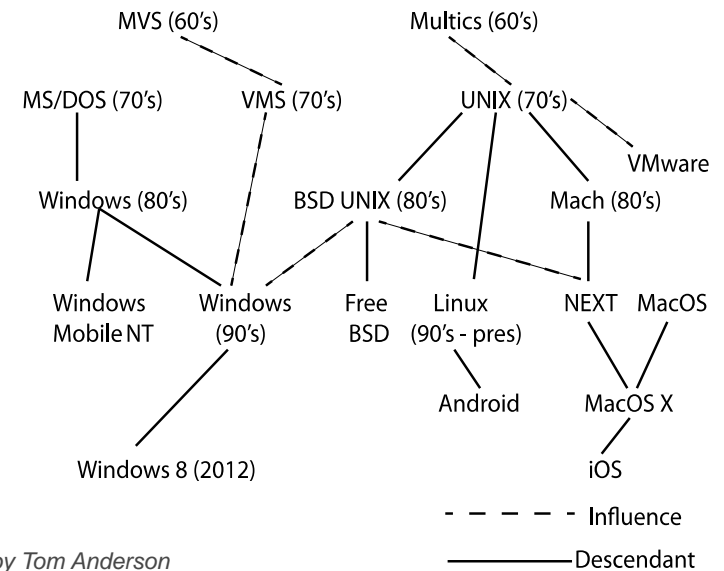 MVS (60's) Multics (60's)
MS/DOS (70's) VMS (70's) UNIX (70's)
VMware
Windows (80's) BSD UNIX (80's) Mach (80's)
Windows Windows Free Linux NEXT MacOS
Mobile NT (90's) BSD (90's - pres)
Android MacOS X
Windows 8 (2012) iOS
Influence
by Tom Anderson Descendant